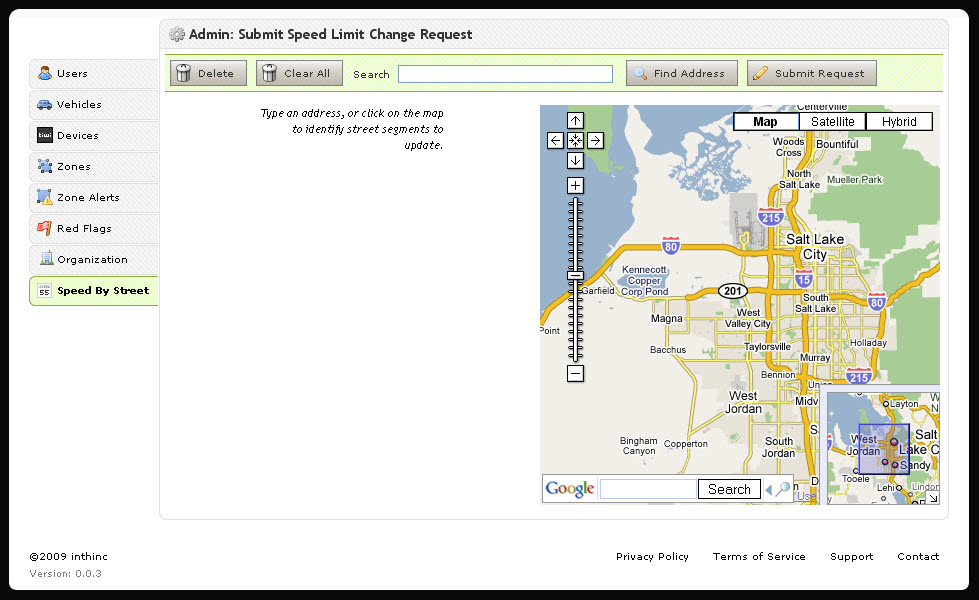 Admin: Submit Speed Limit Change Request
Delete
Clear All
Search
Find Address
Submit Request
Users
Vehicles
tiwi
Devices
Zones
Zone Alerts
Red Flags
Organization
55
Speed By Street
Type an address, or click on the map
to identify street segments to
update.
Map
Satellite
Hybrid
Centerville
Woods
Cross
Bountiful
North
Salt Lake
Mueller Park
215
Salt Lake
City
80
Kennecott
Copper
Corp Pond
Garfield
201
15
80
South
Salt Lake
Magna
West
Valley City
Point
Bacchus
Taylorsville
Holladay
Murray
Bennion
215
West
Jordan
Midv
Bingham
Canyon
Copperton
South
Jordan
Layton
West
Jordan
Salt
Lake C
Sandy
Tooele
Lehi
Lindon
Google
Search
Use
©2009 inthinc
Version: 0.0.3
Privacy Policy
Terms of Service
Support
Contact